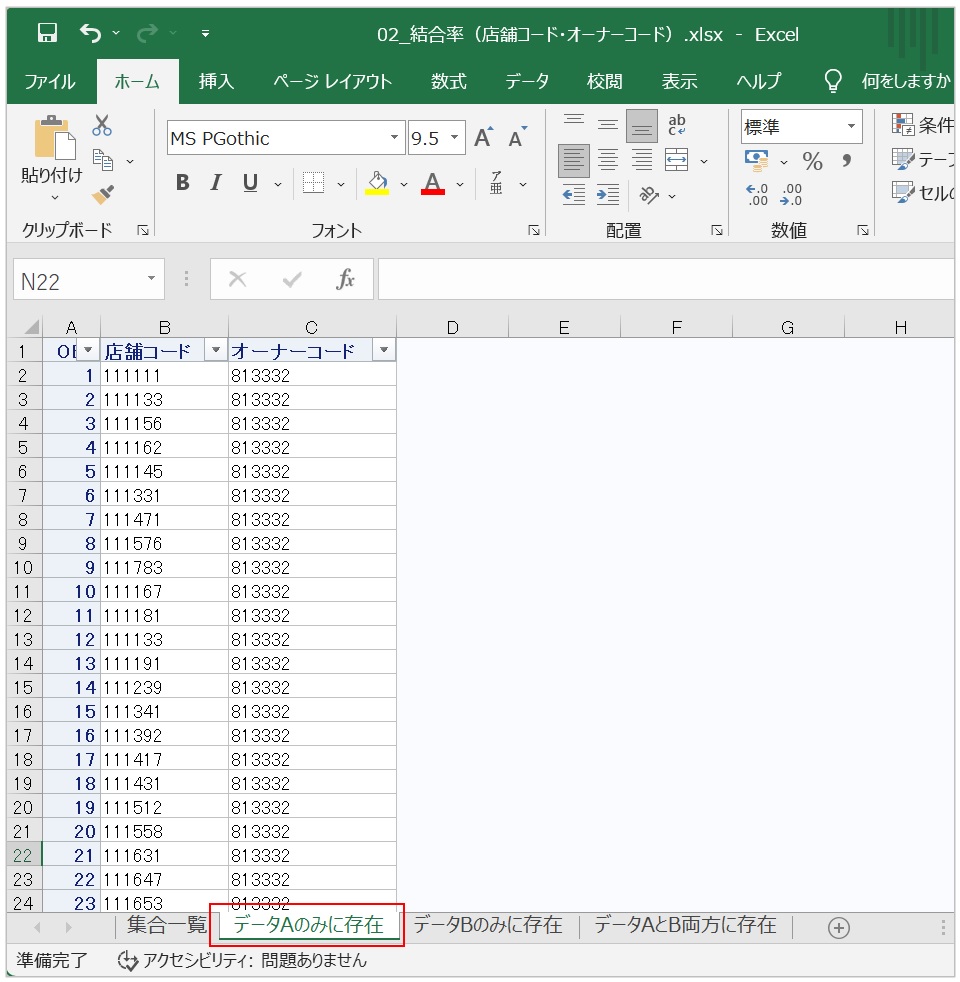 02_結合率（店舗コード・オーナーコード）.xlsx - Excel
ファイル ホーム 挿入 ページ レイアウト 数式 データ 校閲 表示 ヘルプ 何をしますか
貼り付け
MS PGothic 9.5 A A
B I U A ア亜
ab c
標準
% ,
←.0 .00 .00 →.0
条件
テー
セルの
クリップボード フォント 配置 数値
N22 fx
A B C D E F G H
1 OB 店舗コード オーナーコード
2 1 111111 813332
3 2 111133 813332
4 3 111156 813332
5 4 111162 813332
6 5 111145 813332
7 6 111331 813332
8 7 111471 813332
9 8 111576 813332
10 9 111783 813332
11 10 111167 813332
12 11 111181 813332
13 12 111133 813332
14 13 111191 813332
15 14 111239 813332
16 15 111341 813332
17 16 111392 813332
18 17 111417 813332
19 18 111431 813332
20 19 111512 813332
21 20 111558 813332
22 21 111631 813332
23 22 111647 813332
24 23 111653 813332
集合一覧 データAのみに存在 データBのみに存在 データAとB両方に存在
準備完了 アクセシビリティ: 問題ありません